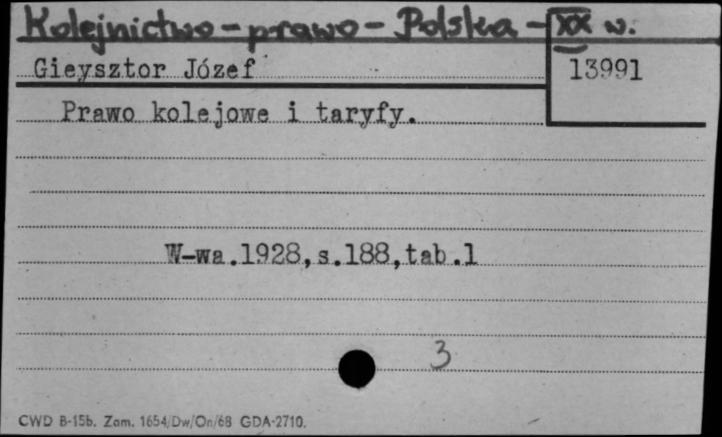 Kolejnictwo - prawo - Polska - XX w.
Gieysztor Józef
13991
Prawo kolejowe i taryfy.
W-wa.1928,s.188,tab.1
3
CWD B-15b. Zam. 1654/Dw/On/68 GDA-2710.